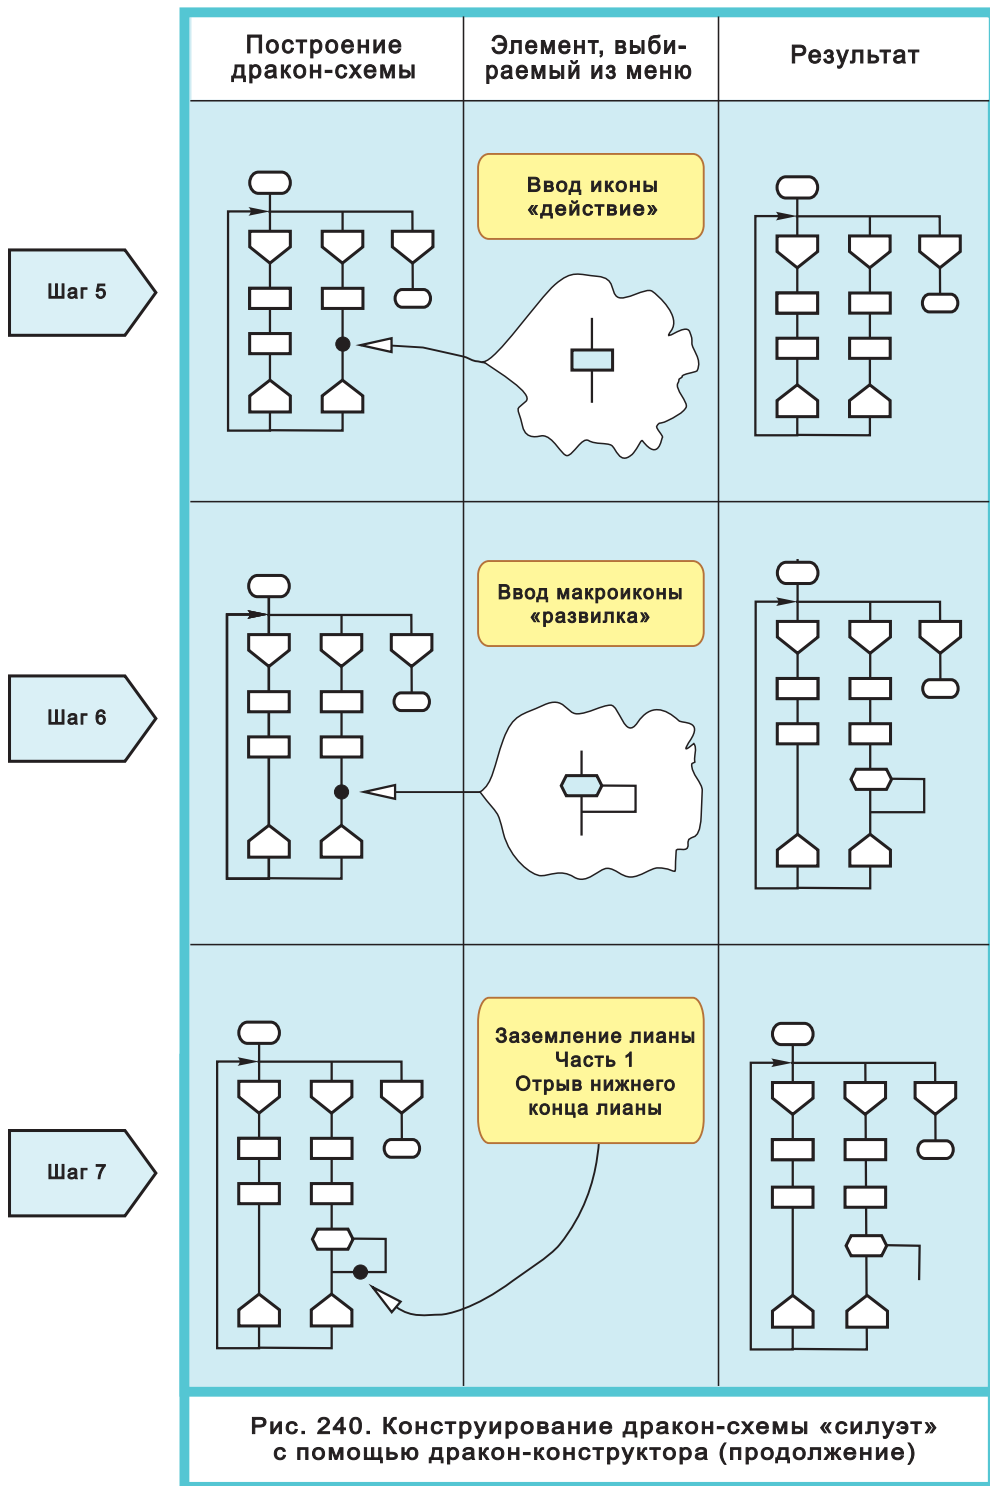 Построение
дракон-схемы
Элемент, выби-
раемый из меню
Результат
Шаг 5
Ввод иконы
«действие»
Шаг 6
Ввод макроиконы
«развилка»
Шаг 7
Заземление лианы
Часть 1
Отрыв нижнего
конца лианы
Рис. 240. Конструирование дракон-схемы «силуэт»
с помощью дракон-конструктора (продолжение)